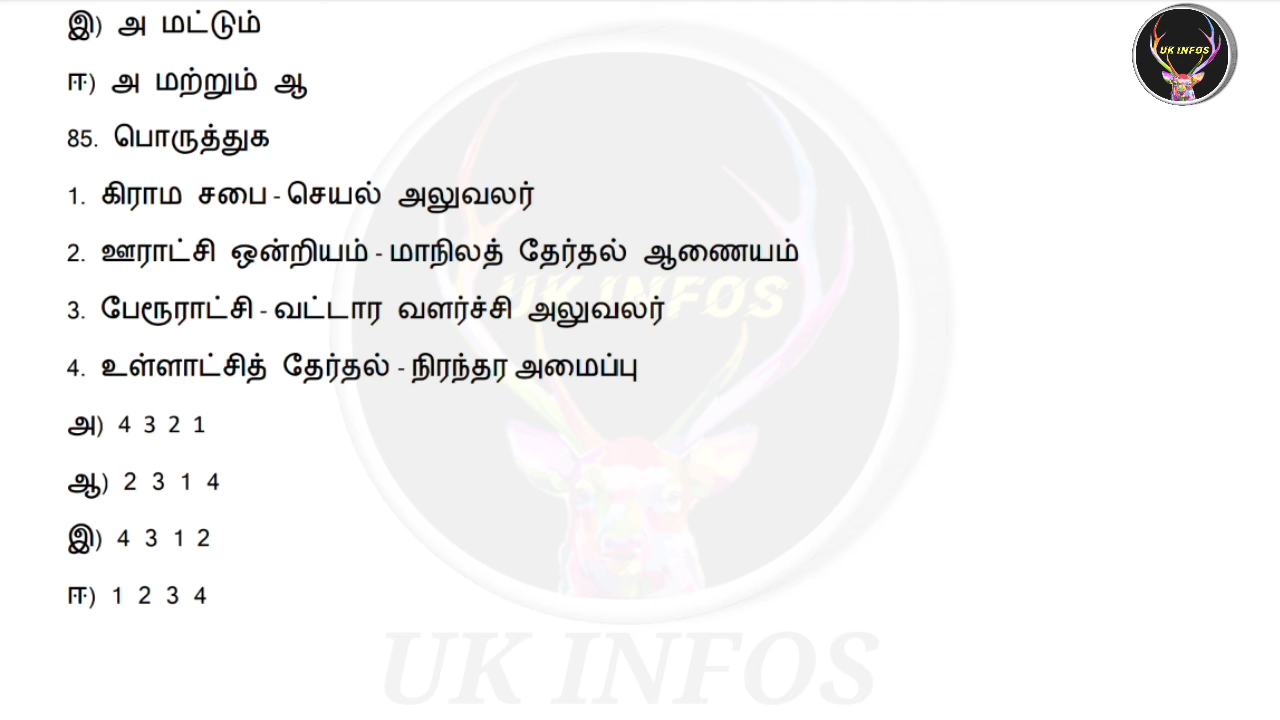 இ) அ மட்டும்
UK INFOS
ஈ) அ மற்றும் ஆ
85. பொருத்துக
1. கிராம சபை - செயல் அலுவலர்
2. ஊராட்சி ஒன்றியம் - மாநிலத் தேர்தல் ஆணையம்
UK INFOS
3. பேரூராட்சி - வட்டார வளர்ச்சி அலுவலர்
4. உள்ளாட்சித் தேர்தல் - நிரந்தர அமைப்பு
அ) 4 3 2 1
ஆ) 2 3 1 4
இ) 4 3 1 2
ஈ) 1 2 3 4
UK INFOS